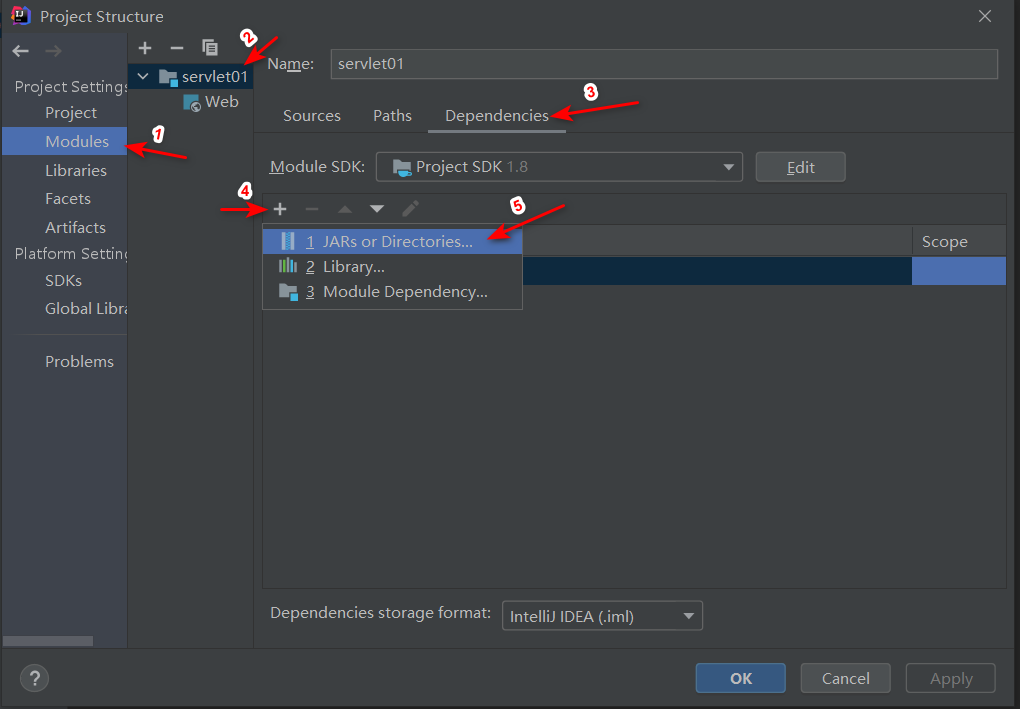 Project Structure
2
Name: servlet01
servlet01
Web
Project Settings
Project
Modules
1
Libraries
Facets
Artifacts
Platform Setting
SDKs
Global Libra
Problems
Sources Paths Dependencies
3
Module SDK: Project SDK 1.8 Edit
4
5
1 JARs or Directories...
2 Library...
3 Module Dependency...
Scope
Dependencies storage format: IntelliJ IDEA (.iml)
? OK Cancel Apply